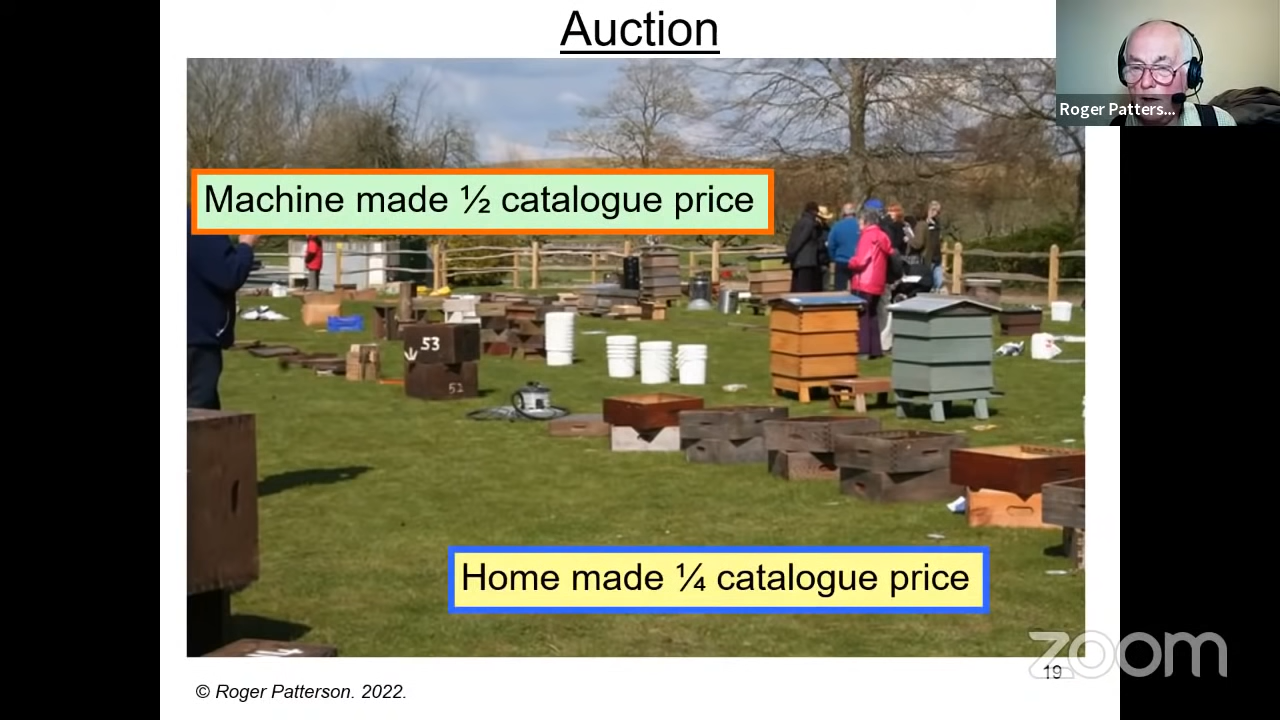 Auction
Roger Patters...
Machine made ½ catalogue price
53
52
Home made ¼ catalogue price
zoom
19
© Roger Patterson. 2022.